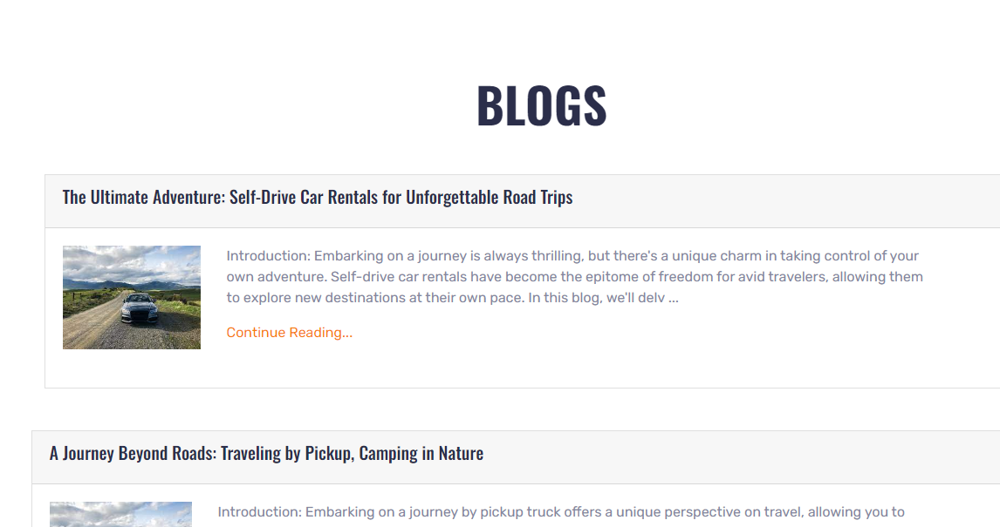 BLOGS
The Ultimate Adventure: Self-Drive Car Rentals for Unforgettable Road Trips
Introduction: Embarking on a journey is always thrilling, but there's a unique charm in taking control of your
own adventure. Self-drive car rentals have become the epitome of freedom for avid travelers, allowing them
to explore new destinations at their own pace. In this blog, we'll delv ...
Continue Reading...
A Journey Beyond Roads: Traveling by Pickup, Camping in Nature
Introduction: Embarking on a journey by pickup truck offers a unique perspective on travel, allowing you to